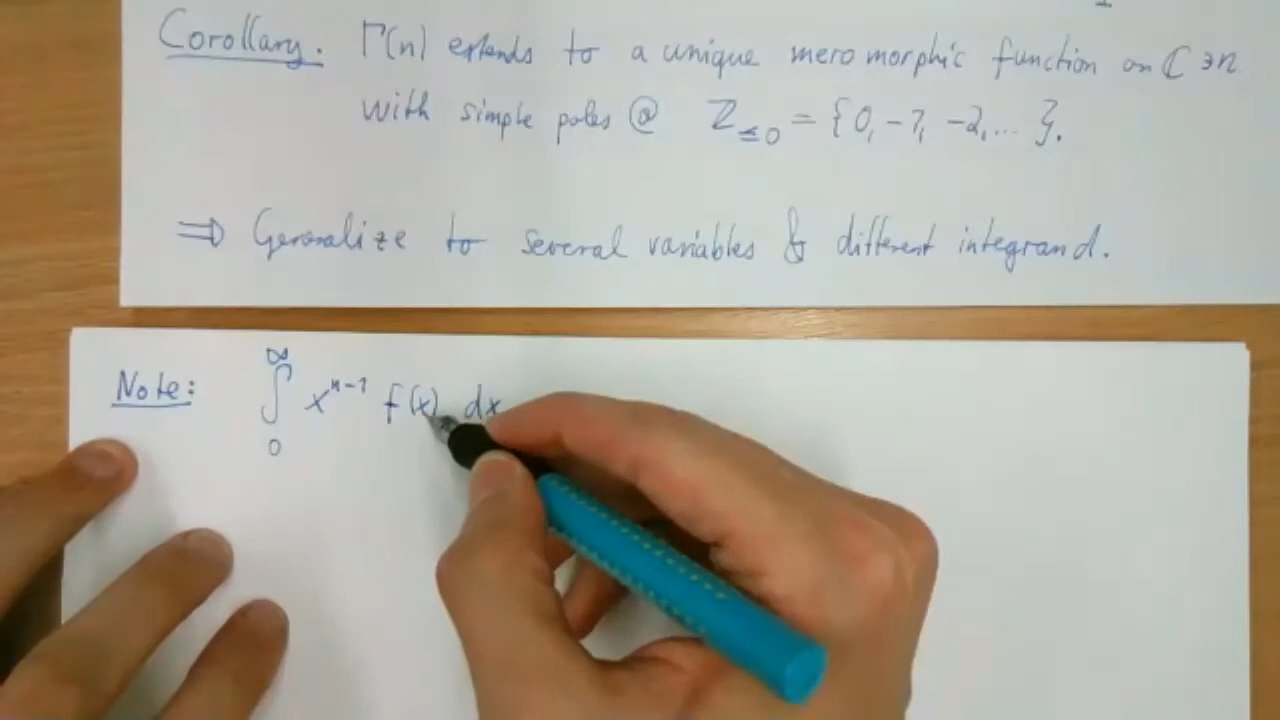 Corollary. Γ(n) extends to a unique meromorphic function on ℂ∋n
with simple poles @ ℤ≤0 = {0, -1, -2, ... }.
⇒ Generalize to several variables & different integrand.
Note: ∫₀^∞ x^{n-1} f(x) dx